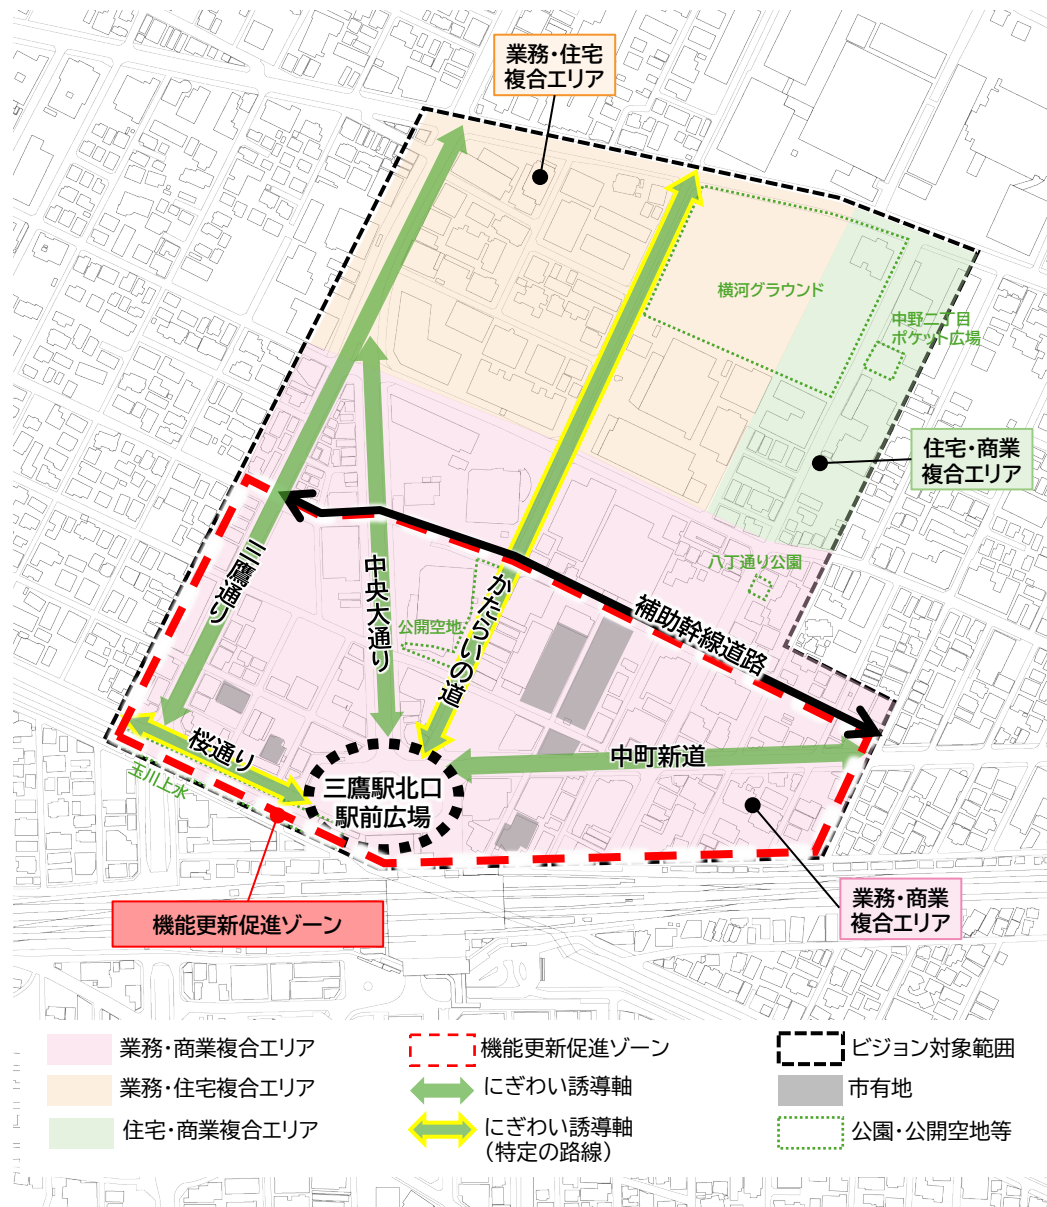 業務・住宅
複合エリア
横河グラウンド
中野二丁目
ポケット広場
住宅・商業
複合エリア
八丁通り公園
三鷹通り
中央大通り
公開空地
かたらいの道
補助幹線道路
桜通り
玉川上水
中町新道
三鷹駅北口
駅前広場
業務・商業
複合エリア
機能更新促進ゾーン
業務・商業複合エリア
業務・住宅複合エリア
住宅・商業複合エリア
機能更新促進ゾーン
にぎわい誘導軸
にぎわい誘導軸
(特定の路線)
ビジョン対象範囲
市有地
公園・公開空地等